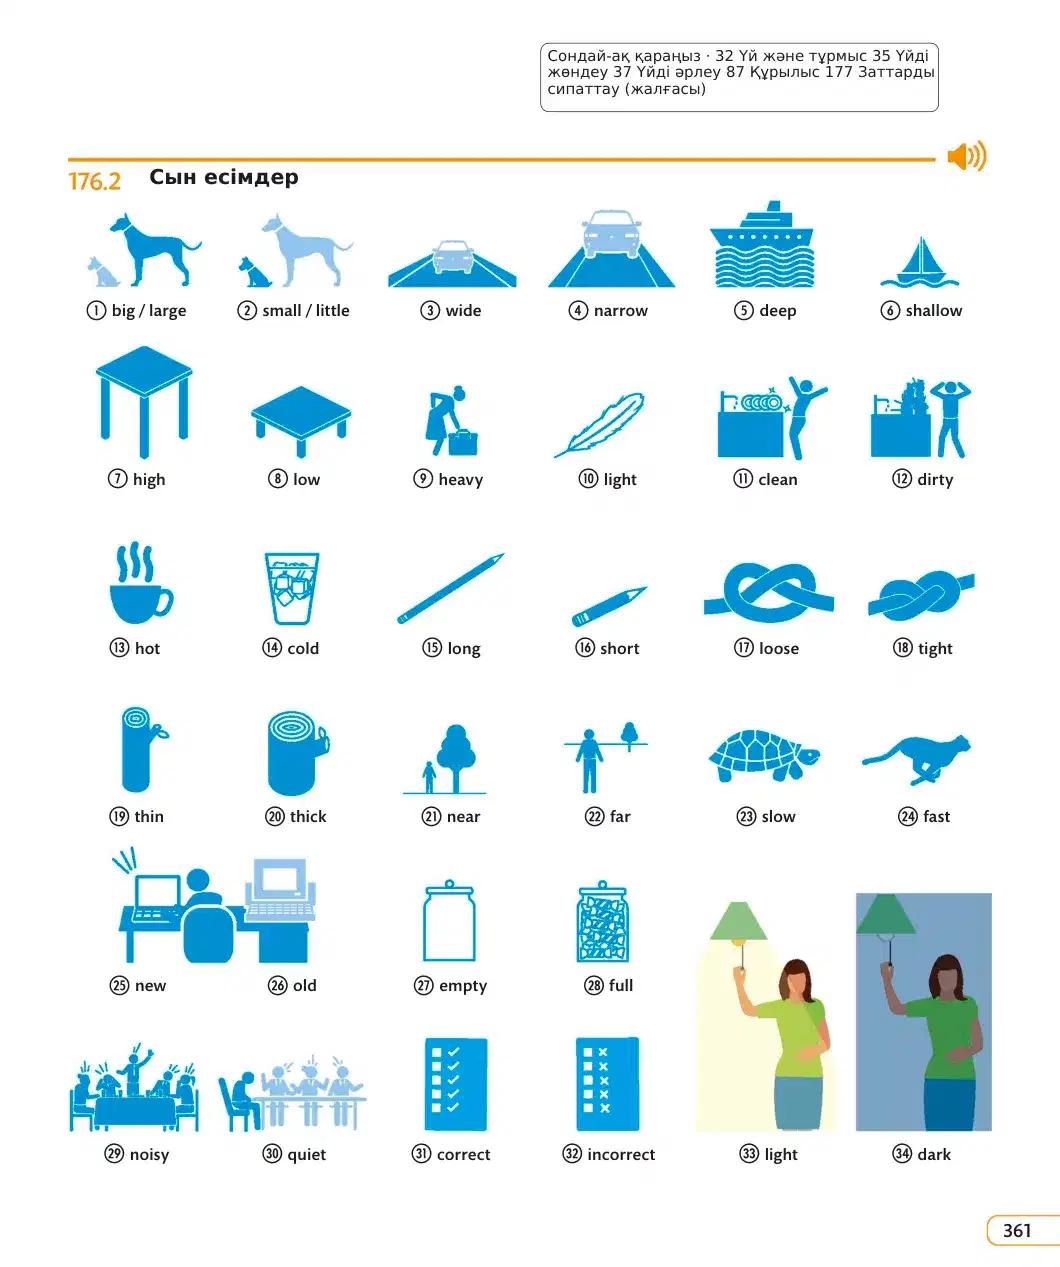 Сондай-ақ қараңыз · 32 Үй және тұрмыс 35 Үйді
жөндеу 37 Үйді әрлеу 87 Құрылыс 177 Заттарды
сипаттау (жалғасы)
176.2 Сын есімдер
1 big / large 2 small / little 3 wide 4 narrow 5 deep 6 shallow
7 high 8 low 9 heavy 10 light 11 clean 12 dirty
13 hot 14 cold 15 long 16 short 17 loose 18 tight
19 thin 20 thick 21 near 22 far 23 slow 24 fast
25 new 26 old 27 empty 28 full
29 noisy 30 quiet 31 correct 32 incorrect 33 light 34 dark
361